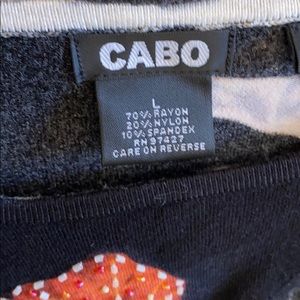 CABO
L
70% RAYON
20% NYLON
10% SPANDEX
RN 97427
CARE ON REVERSE